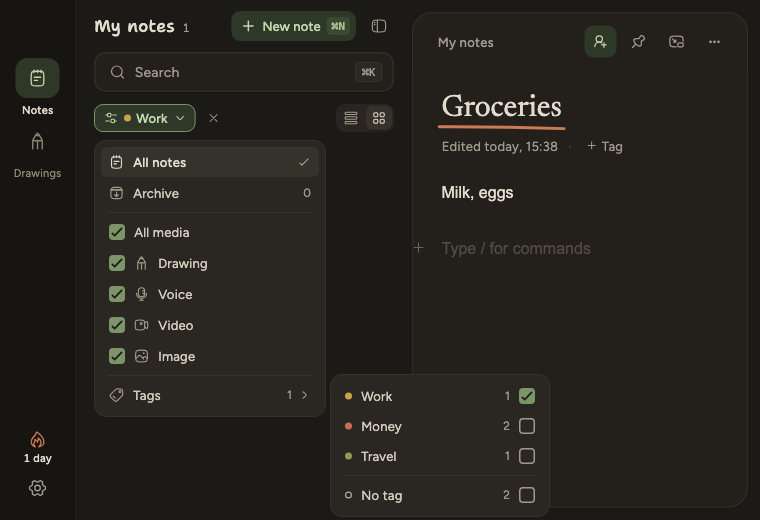 Notes
Drawings
1 day
My notes 1
New note ⌘N
Search ⌘K
Work
All notes
Archive 0
All media
Drawing
Voice
Video
Image
Tags 1
Work 1
Money 2
Travel 1
No tag 2
My notes
Groceries
Edited today, 15:38 · + Tag
Milk, eggs
Type / for commands